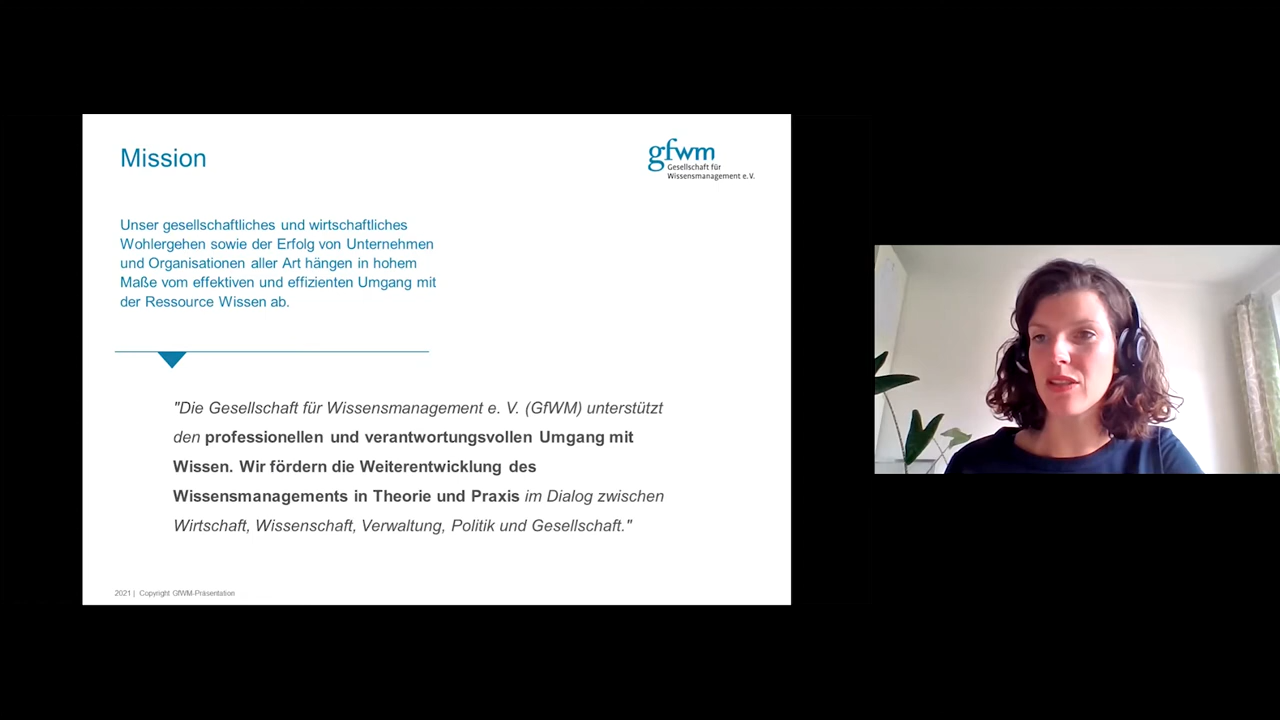 Mission
gfwm
Gesellschaft für
Wissensmanagement e.V.
Unser gesellschaftliches und wirtschaftliches
Wohlergehen sowie der Erfolg von Unternehmen
und Organisationen aller Art hängen in hohem
Maße vom effektiven und effizienten Umgang mit
der Ressource Wissen ab.
"Die Gesellschaft für Wissensmanagement e. V. (GfWM) unterstützt
den professionellen und verantwortungsvollen Umgang mit
Wissen. Wir fördern die Weiterentwicklung des
Wissensmanagements in Theorie und Praxis im Dialog zwischen
Wirtschaft, Wissenschaft, Verwaltung, Politik und Gesellschaft."
2021 | Copyright GfWM-Präsentation